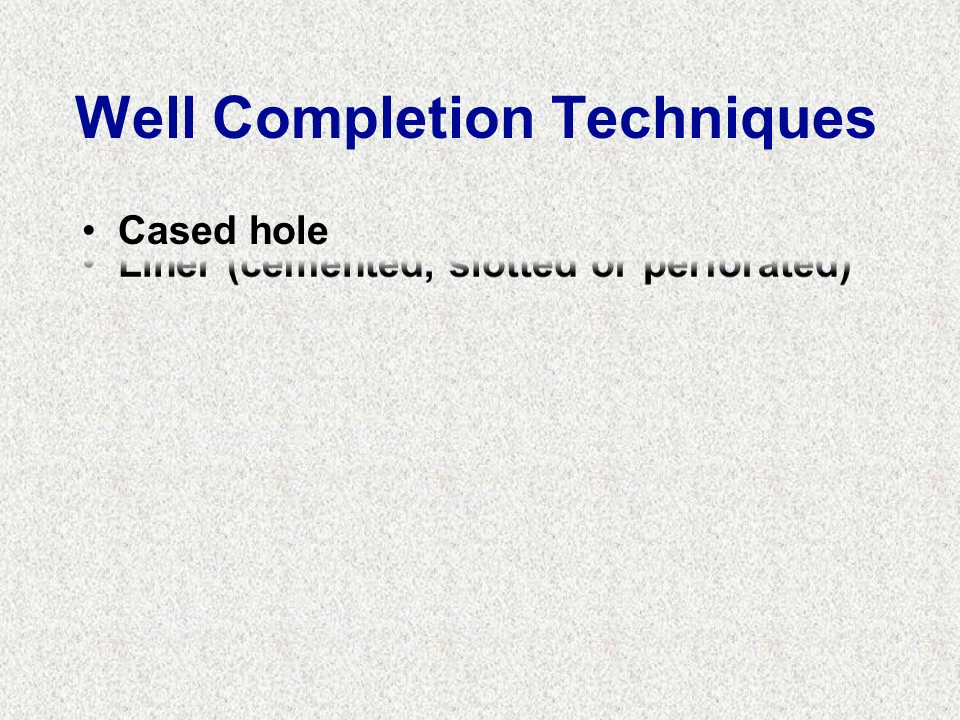 Well Completion Techniques
• Cased hole
• Liner (cemented, slotted or perforated)